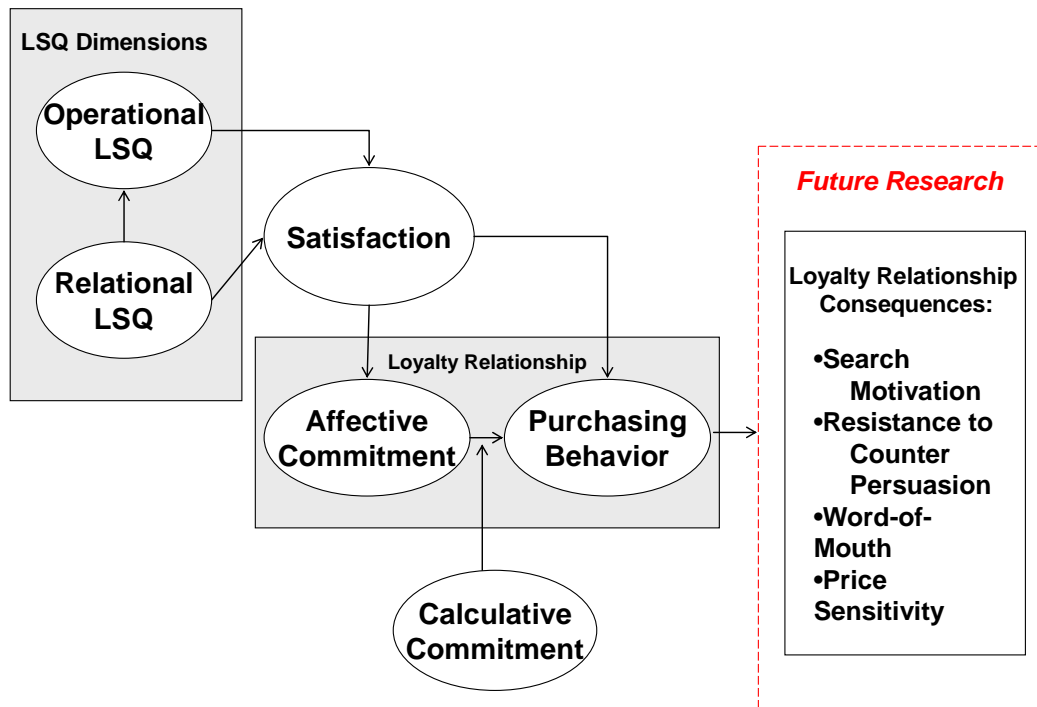 LSQ Dimensions
Operational
LSQ
Relational
LSQ
Satisfaction
Loyalty Relationship
Affective
Commitment
Purchasing
Behavior
Calculative
Commitment
Future Research
Loyalty Relationship
Consequences:
•Search
Motivation
•Resistance to
Counter
Persuasion
•Word-of-
Mouth
•Price
Sensitivity